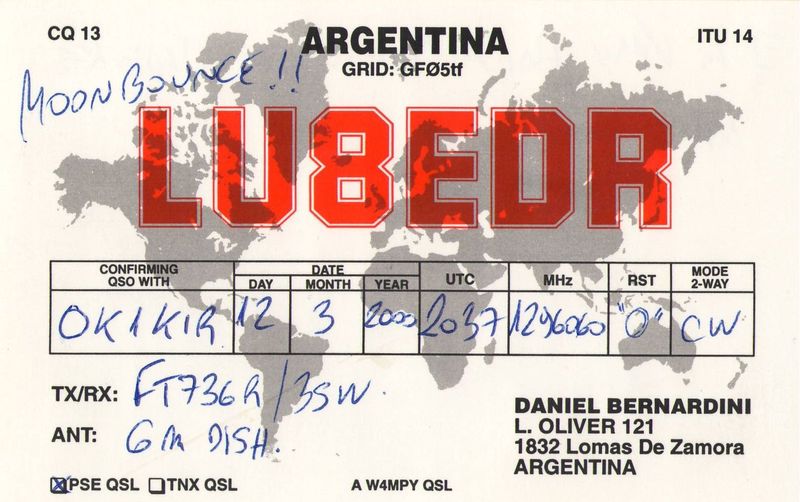 CQ 13
ARGENTINA
ITU 14
GRID: GFØ5tf
MOONBOUNCE!!
LU8EDR
CONFIRMING QSO WITH DATE DAY MONTH YEAR UTC MHz RST MODE 2-WAY
OK1KIR 12 3 2000 2037 1296060 "O" CW
TX/RX: FT736R/35W.
ANT: 6m DISH.
DANIEL BERNARDINI
L. OLIVER 121
1832 Lomas De Zamora
ARGENTINA
PSE QSL TNX QSL
A W4MPY QSL